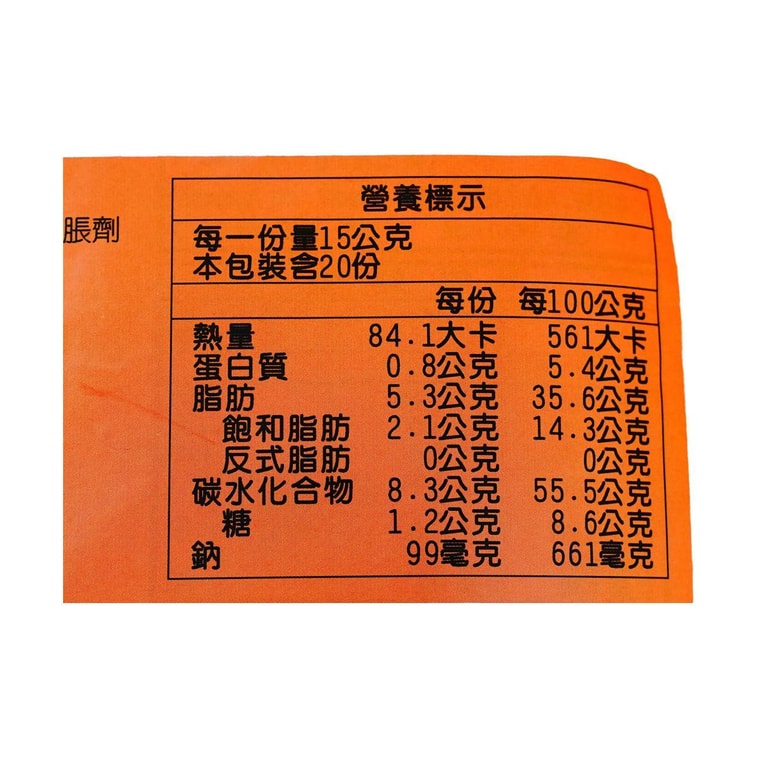 脹劑
營養標示
每一份量15公克
本包裝含20份
每份 每100公克
熱量 84.1大卡 561大卡
蛋白質 0.8公克 5.4公克
脂肪 5.3公克 35.6公克
飽和脂肪 2.1公克 14.3公克
反式脂肪 0公克 0公克
碳水化合物 8.3公克 55.5公克
糖 1.2公克 8.6公克
鈉 99毫克 661毫克